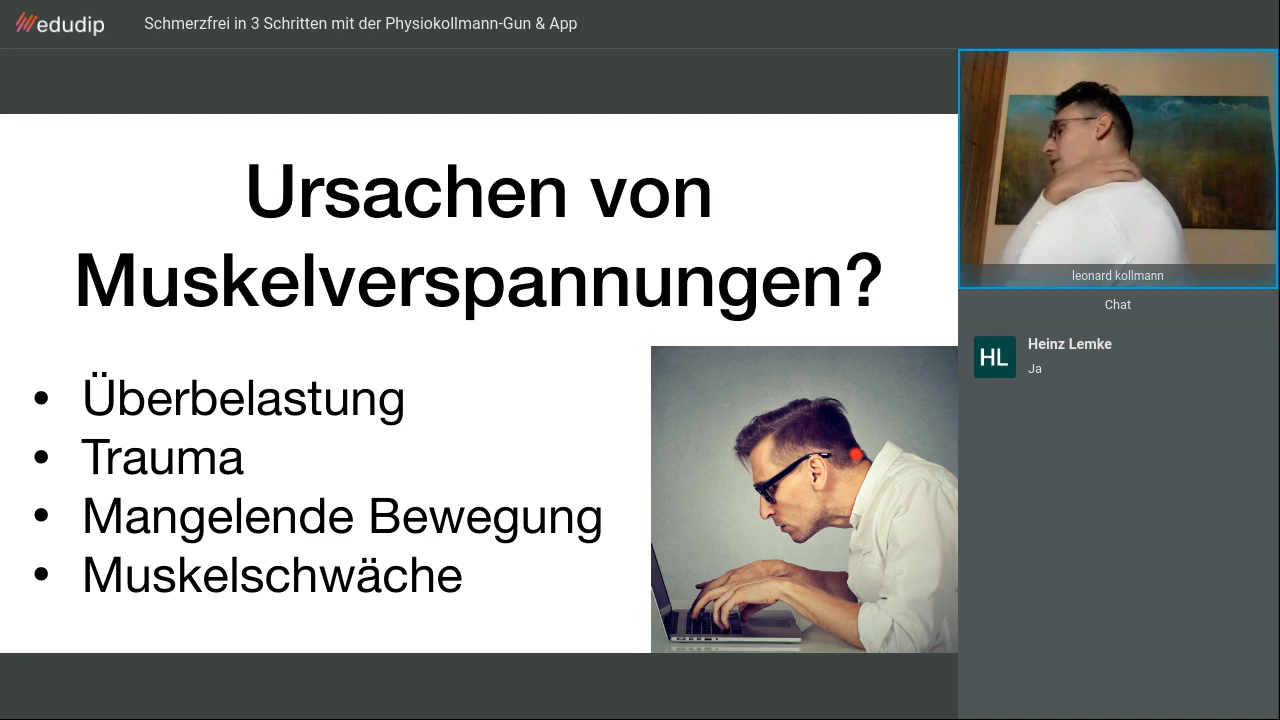 edudip
Schmerzfrei in 3 Schritten mit der Physiokollmann-Gun & App
Ursachen von
Muskelverspannungen?
• Überbelastung
• Trauma
• Mangelende Bewegung
• Muskelschwäche
leonard kollmann
Chat
HL
Heinz Lemke
Ja